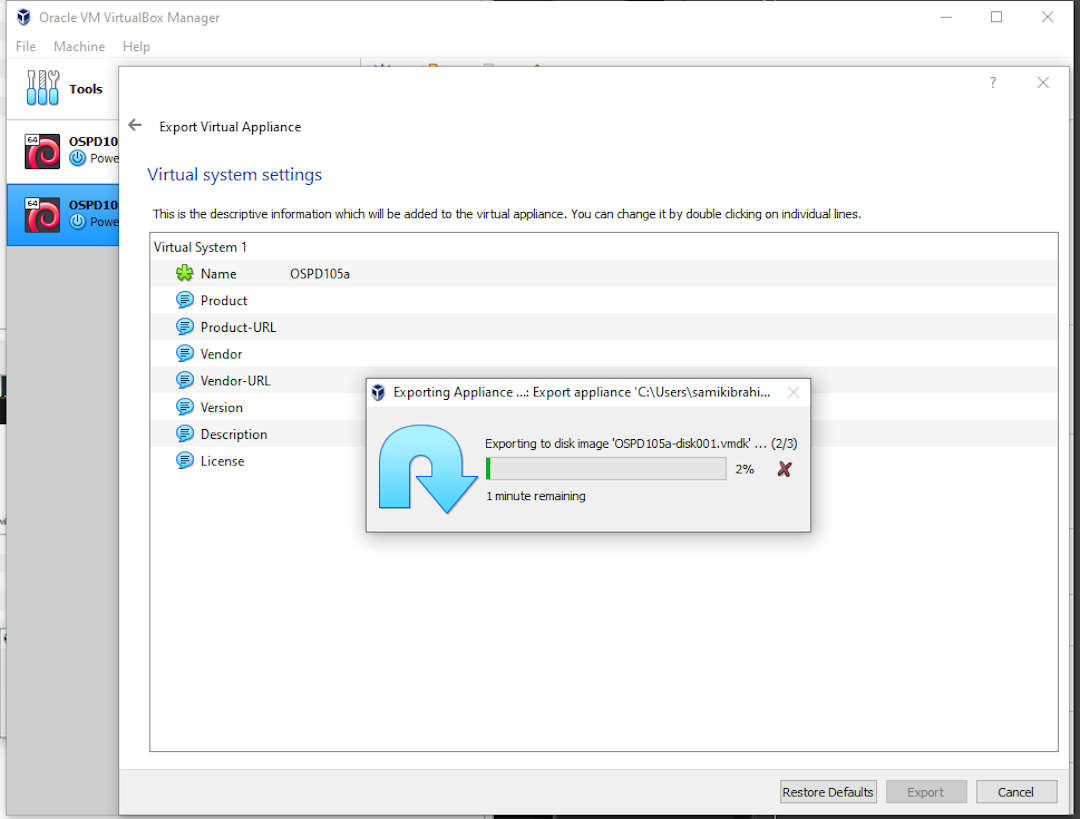 Oracle VM VirtualBox Manager
File Machine Help
Tools
?
Export Virtual Appliance
64
OSPD10
Powe
Virtual system settings
64
OSPD10
Powe
This is the descriptive information which will be added to the virtual appliance. You can change it by double clicking on individual lines.
Virtual System 1
Name OSPD105a
Product
Product-URL
Vendor
Vendor-URL
Version
Description
License
Exporting Appliance ...: Export appliance 'C:\Users\samikibrahi...
Exporting to disk image 'OSPD105a-disk001.vmdk' ... (2/3)
2%
1 minute remaining
Restore Defaults Export Cancel